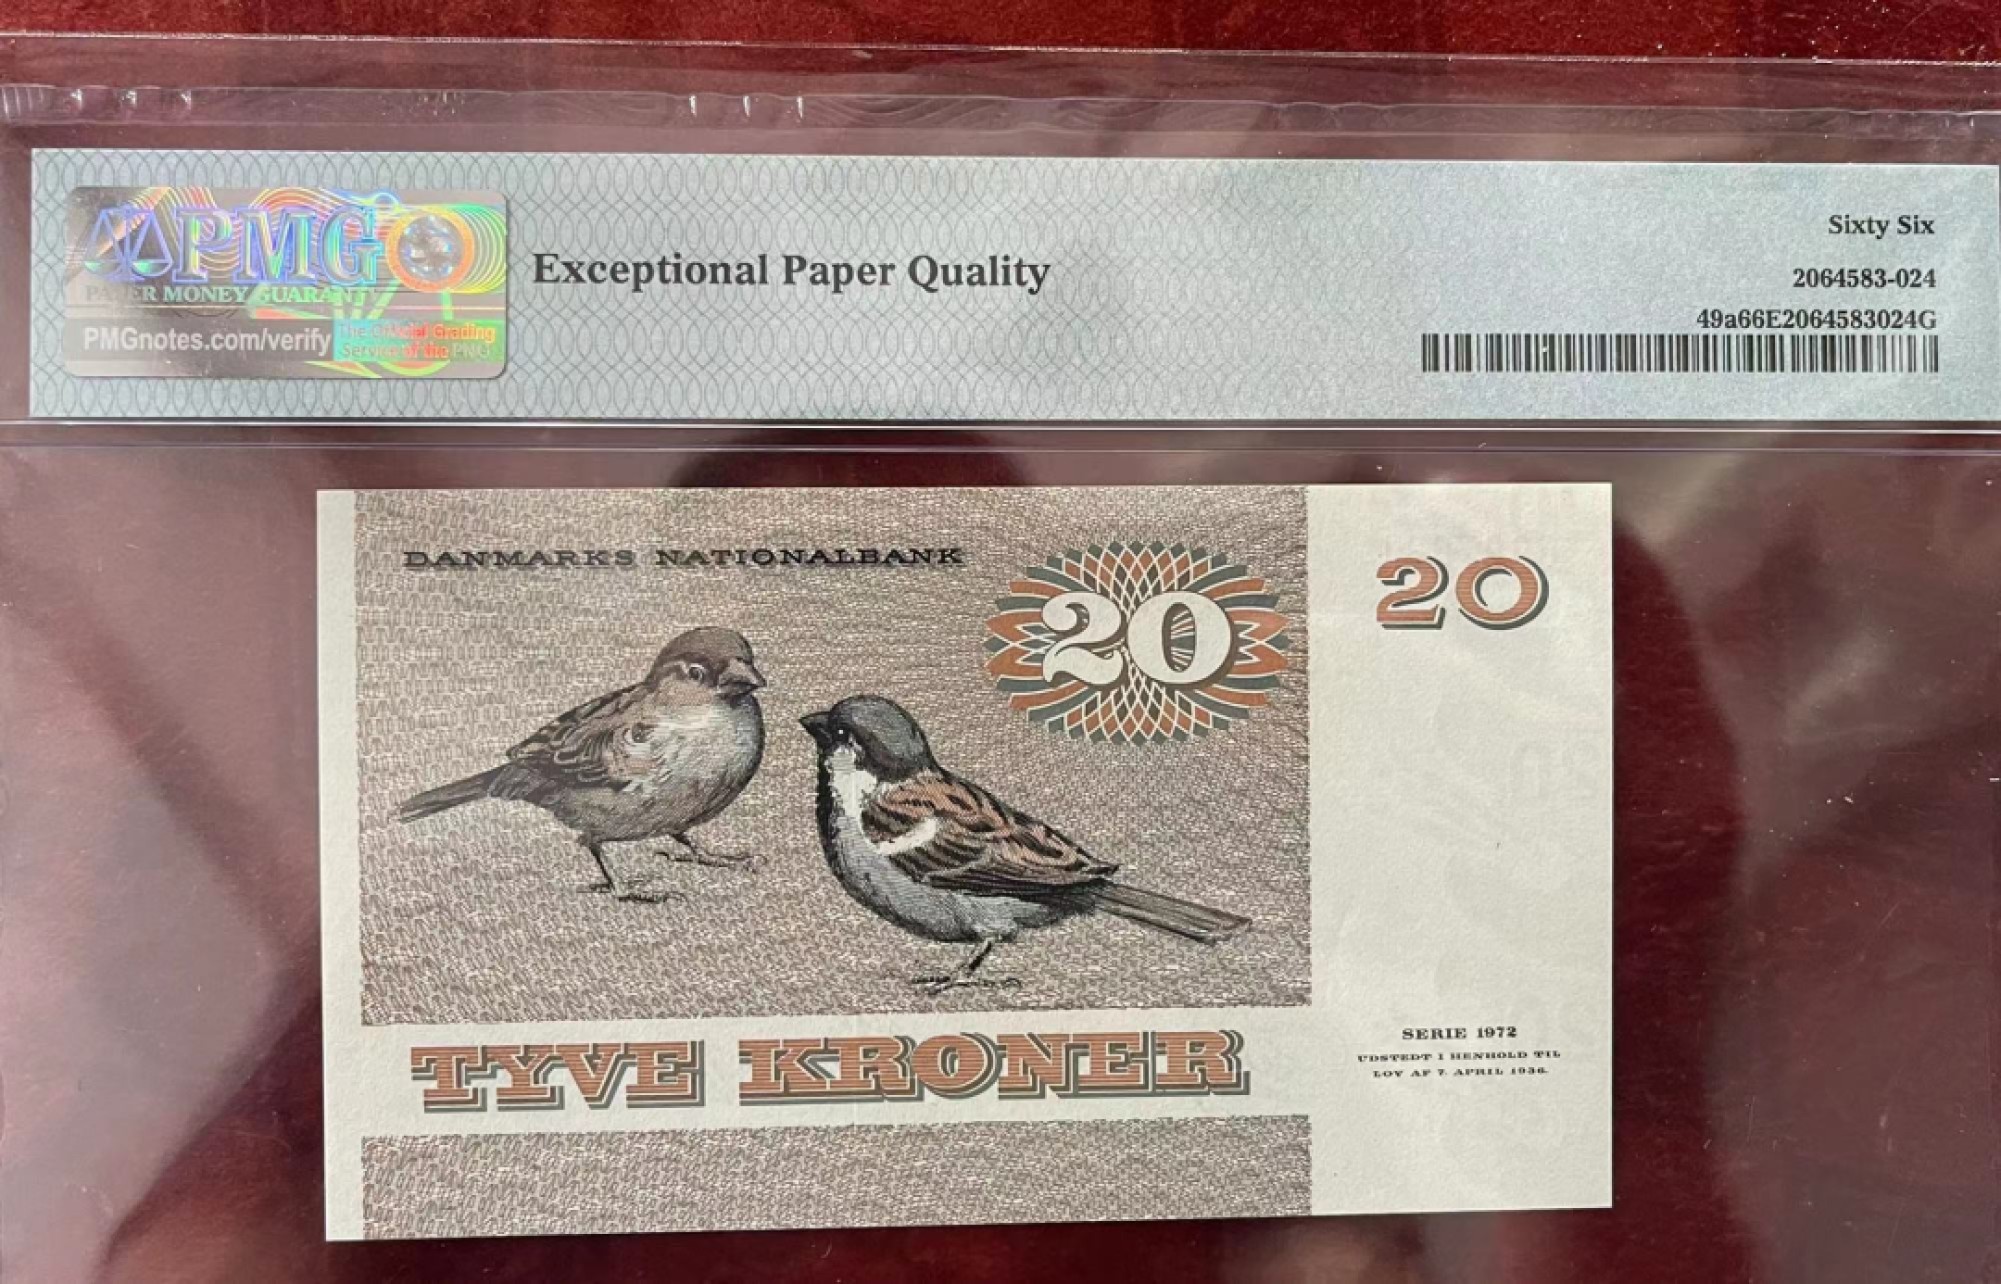 PMG
PAPER MONEY GUARANTY
PMGnotes.com/verify
The Official Grading
Service of the PNG
Exceptional Paper Quality
Sixty Six
2064583-024
49a66E2064583024G
DANMARKS NATIONALBANK
20
20
TYVE KRONER
SERIE 1972
UDSTEDT I HENHOLD TIL
LOV AF 7. APRIL 1936.